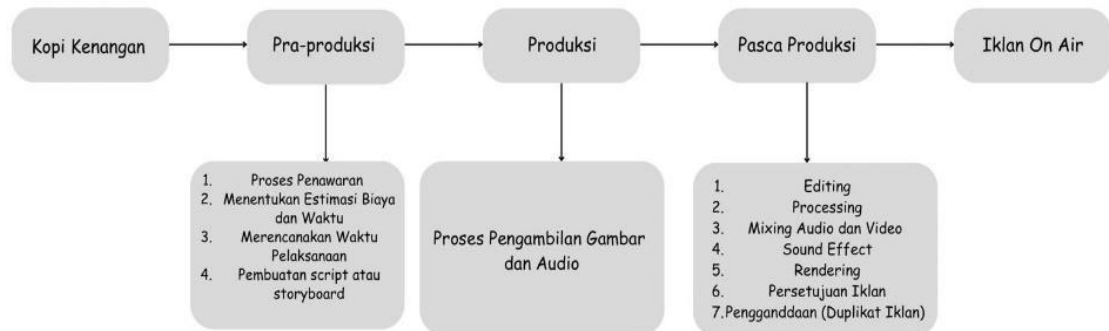 Kopi Kenangan
Pra-produksi
Produksi
Pasca Produksi
Iklan On Air
1. Proses Penawaran
2. Menentukan Estimasi Biaya
dan Waktu
3. Merencanakan Waktu
Pelaksanaan
4. Pembuatan script atau
storyboard
Proses Pengambilan Gambar
dan Audio
1. Editing
2. Processing
3. Mixing Audio dan Video
4. Sound Effect
5. Rendering
6. Persetujuan Iklan
7. Pengganddaan (Duplikat Iklan)